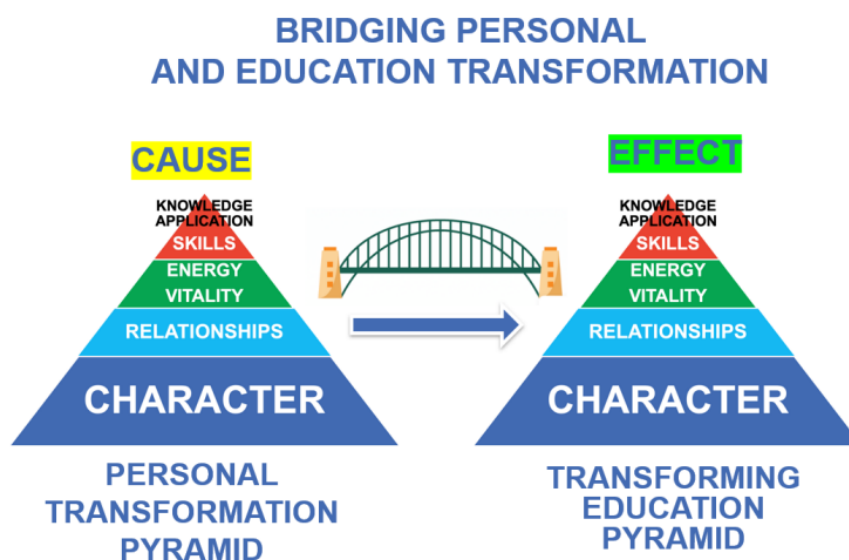 BRIDGING PERSONAL
AND EDUCATION TRANSFORMATION
CAUSE
KNOWLEDGE
APPLICATION
SKILLS
ENERGY
VITALITY
RELATIONSHIPS
CHARACTER
PERSONAL
TRANSFORMATION
PYRAMID
EFFECT
KNOWLEDGE
APPLICATION
SKILLS
ENERGY
VITALITY
RELATIONSHIPS
CHARACTER
TRANSFORMING
EDUCATION
PYRAMID